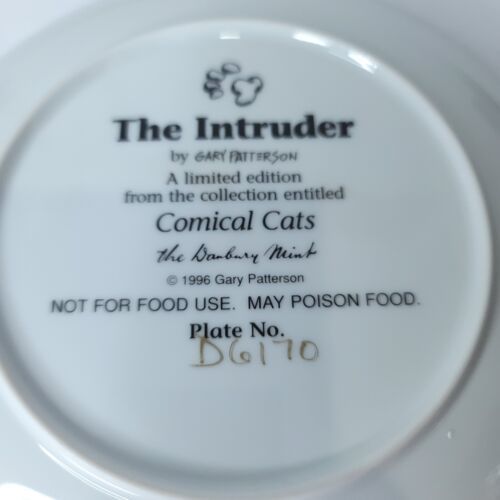 The Intruder
by GARY PATTERSON
A limited edition
from the collection entitled
Comical Cats
the Danbury Mint
© 1996 Gary Patterson
NOT FOR FOOD USE. MAY POISON FOOD.
Plate No.
D6170